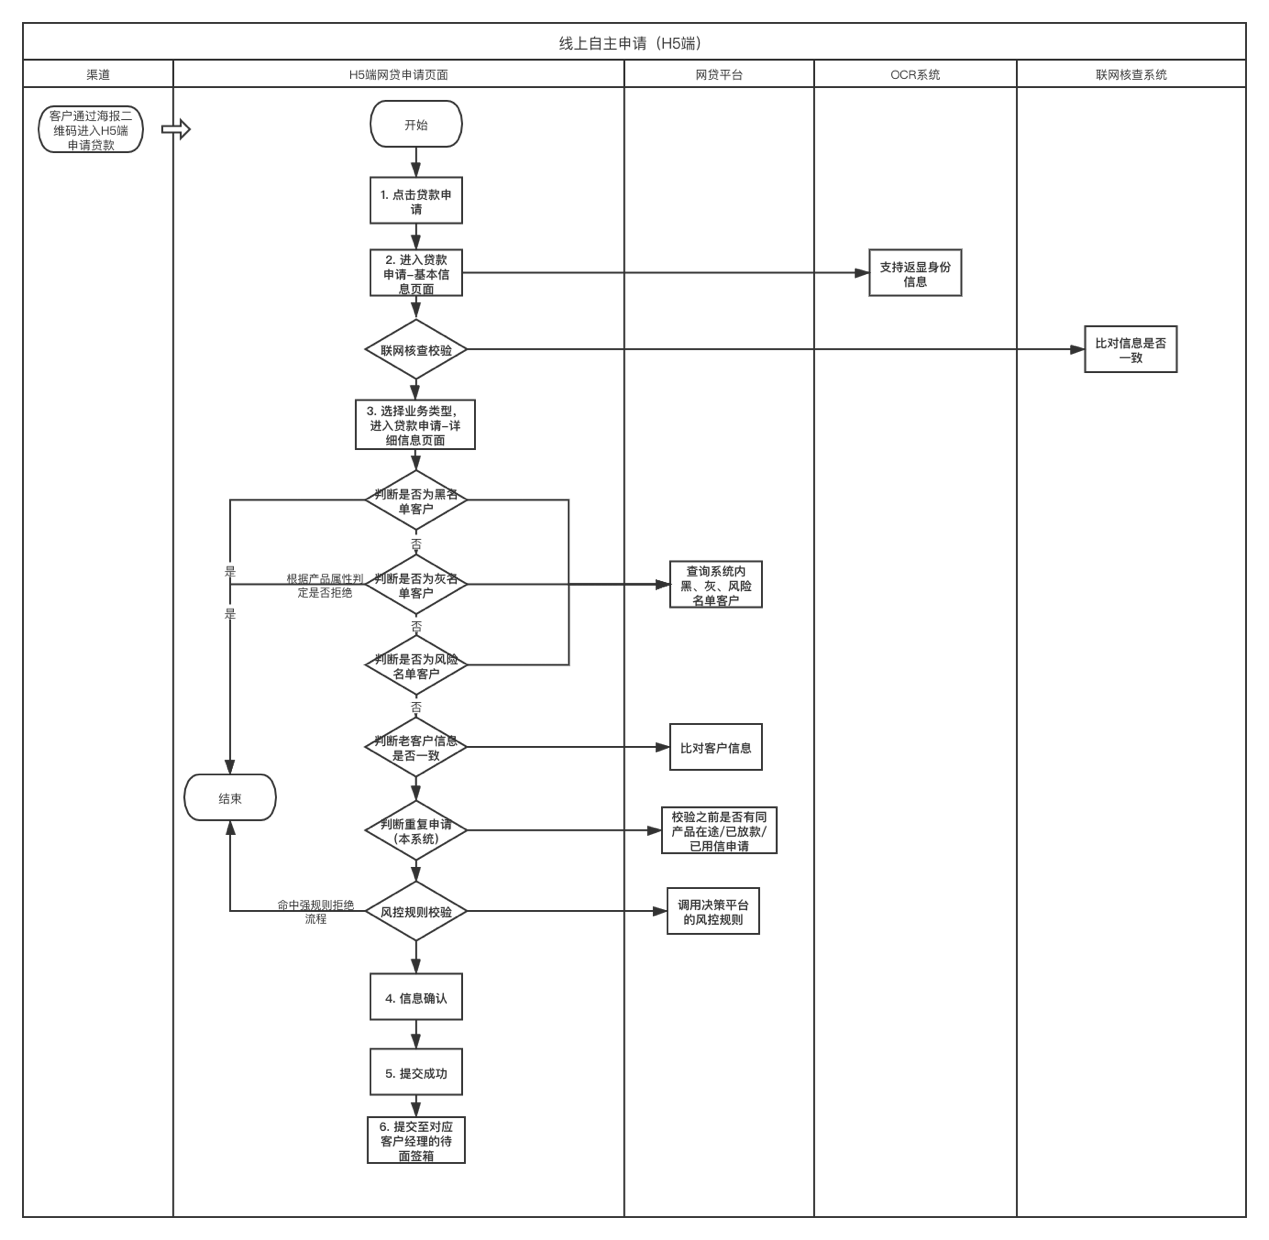 线上自主申请（H5端）
渠道
H5端网贷申请页面
网贷平台
OCR系统
联网核查系统
客户通过海报二
维码进入H5端
申请贷款
开始
1. 点击贷款申
请
2. 进入贷款
申请-基本信
息页面
支持返显身份
信息
联网核查校验
比对信息是否
一致
3. 选择业务类型，
进入贷款申请-详
细信息页面
判断是否为黑名
单客户
否
是
根据产品属性判
定是否拒绝
判断是否为灰名
单客户
查询系统内
黑、灰、风险
名单客户
是
否
判断是否为风险
名单客户
否
判断老客户信息
是否一致
比对客户信息
结束
判断重复申请
（本系统）
校验之前是否有同
产品在途/已放款/
已用信申请
命中强规则拒绝
流程
风控规则校验
调用决策平台
的风控规则
4. 信息确认
5. 提交成功
6. 提交至对应
客户经理的待
面签箱